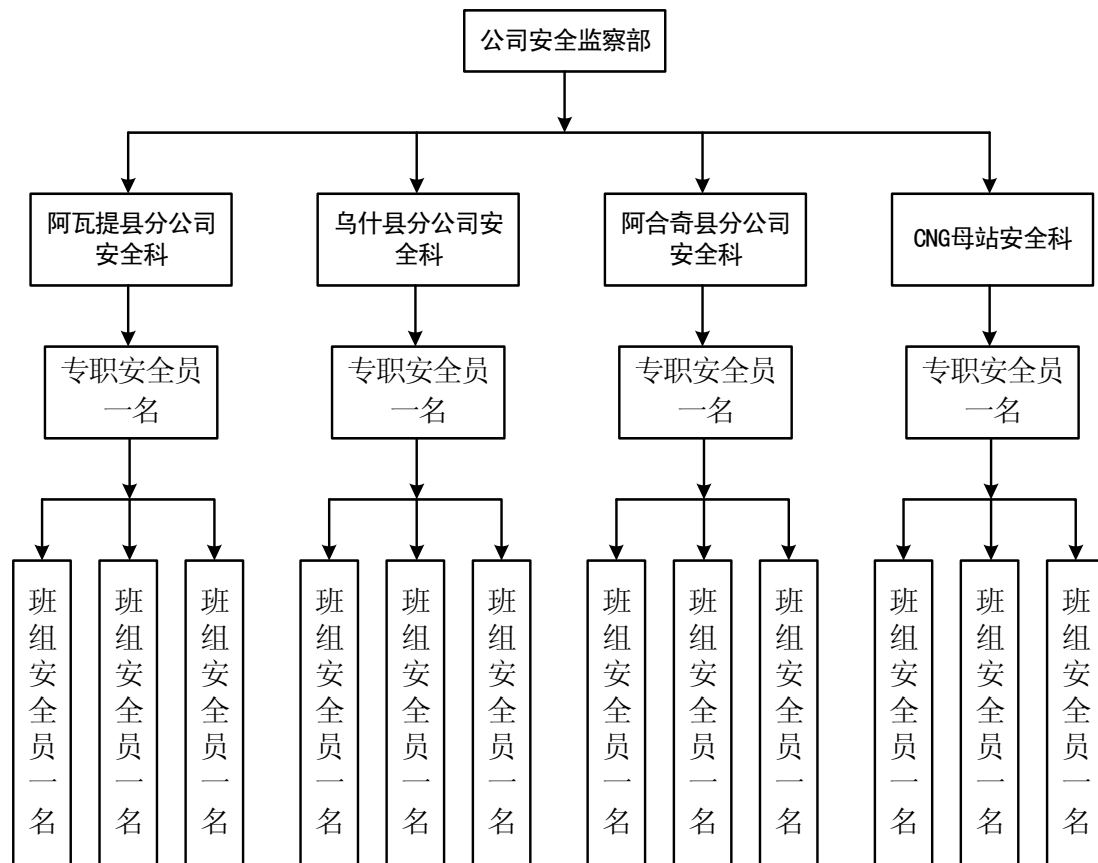 公司安全监察部
阿瓦提县分公司
安全科
乌什县分公司安
全科
阿合奇县分公司
安全科
CNG母站安全科
专职安全员
一名
专职安全员
一名
专职安全员
一名
专职安全员
一名
班组安全员一名
班组安全员一名
班组安全员一名
班组安全员一名
班组安全员一名
班组安全员一名
班组安全员一名
班组安全员一名
班组安全员一名
班组安全员一名
班组安全员一名
班组安全员一名